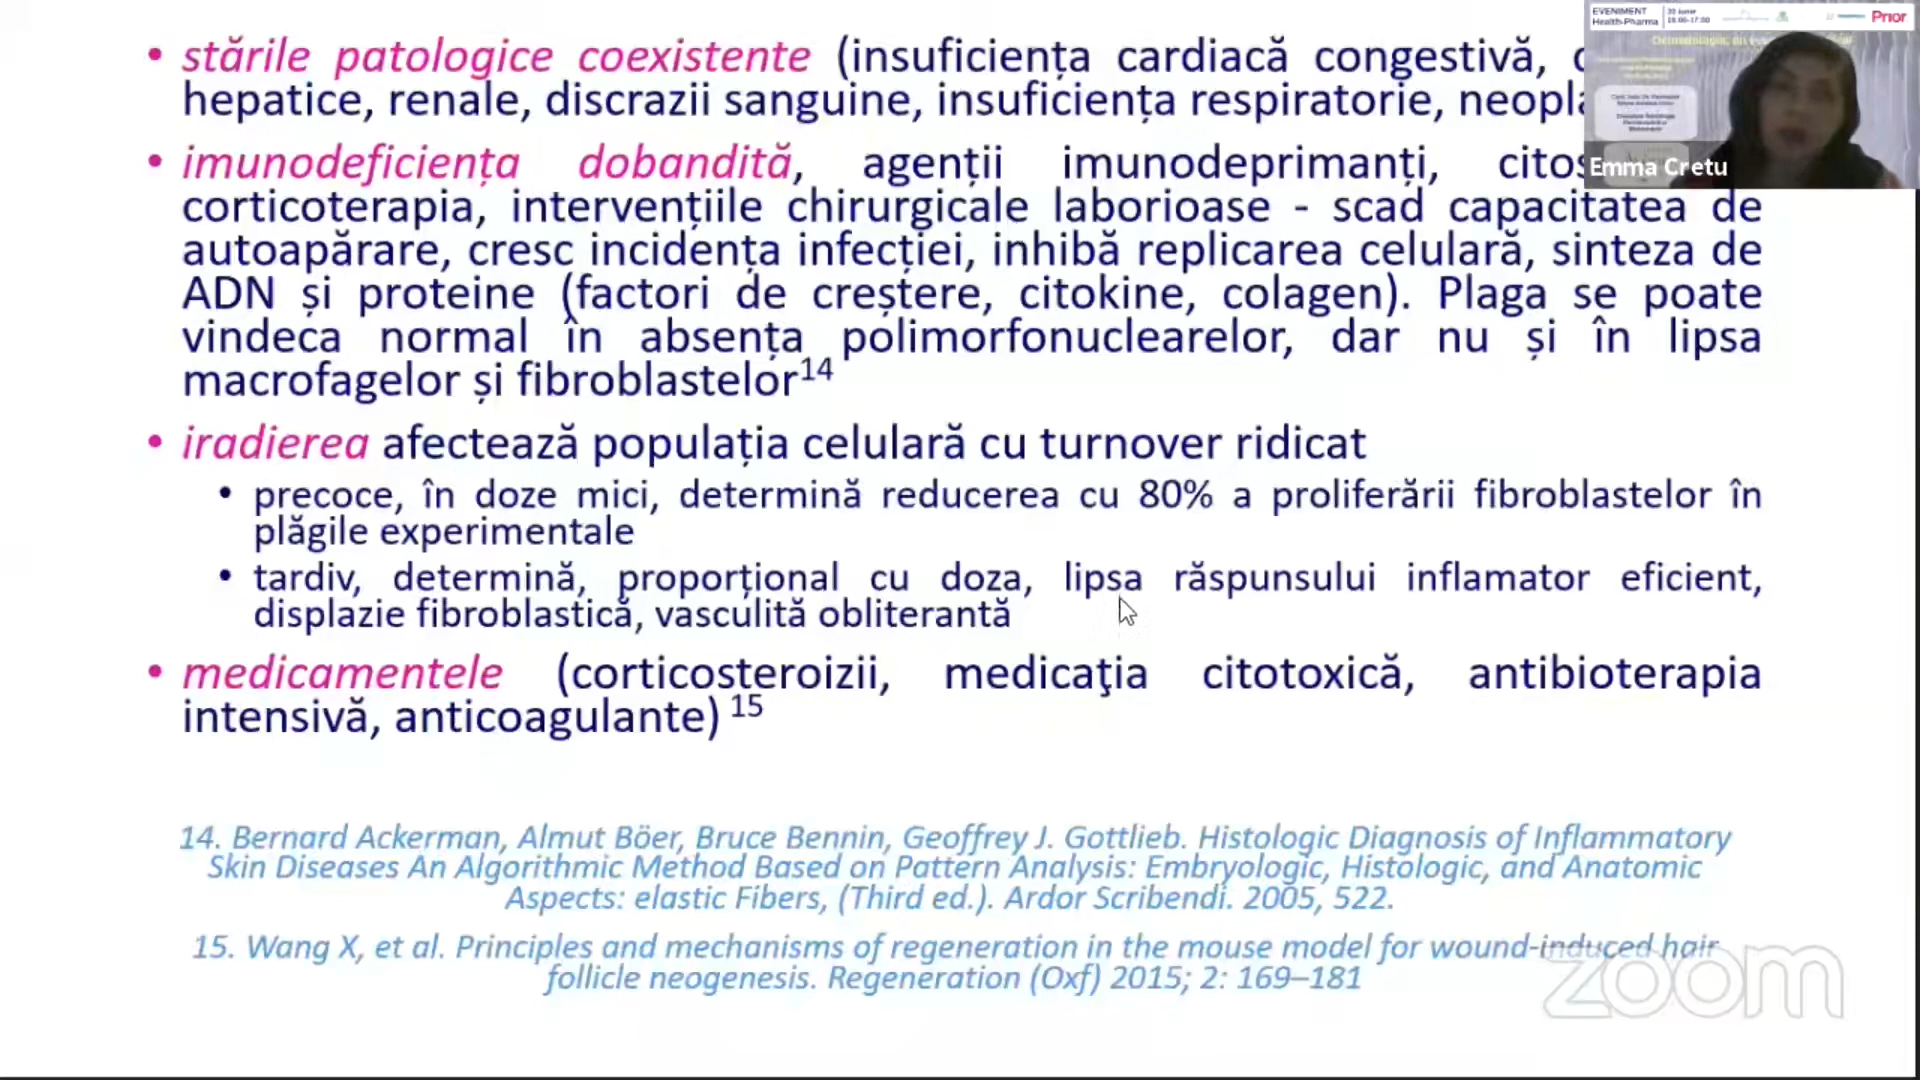 • stările patologice coexistente (insuficiența cardiacă congestivă,
hepatice, renale, discrazii sanguine, insuficiența respiratorie,
• imunodeficiența dobandită, agenții imunodeprimanți,
corticoterapia, intervențiile chirurgicale laborioase - scad capacitatea de
autoapărare, cresc incidența infecției, inhibă replicarea celulară, sinteza de
ADN și proteine (factori de creștere, citokine, colagen). Plaga se poate
vindeca normal în absența polimorfonuclearelor, dar nu și în lipsa
macrofagelor și fibroblastelor14
• iradierea afectează populația celulară cu turnover ridicat
• precoce, în doze mici, determină reducerea cu 80% a proliferării fibroblastelor în
plăgile experimentale
• tardiv, determină, proporțional cu doza, lipsa răspunsului inflamator eficient,
displazie fibroblastică, vasculită obliterantă
• medicamentele (corticosteroizii, medicaţia citotoxică, antibioterapia
intensivă, anticoagulante) 15
14. Bernard Ackerman, Almut Böer, Bruce Bennin, Geoffrey J. Gottlieb. Histologic Diagnosis of Inflammatory
Skin Diseases An Algorithmic Method Based on Pattern Analysis: Embryologic, Histologic, and Anatomic
Aspects: elastic Fibers, (Third ed.). Ardor Scribendi. 2005, 522.
15. Wang X, et al. Principles and mechanisms of regeneration in the mouse model for wound-induced hair
follicle neogenesis. Regeneration (Oxf) 2015; 2: 169–181
EVENIMENT
Health-Pharma
Prior
Emma Cretu
zoom